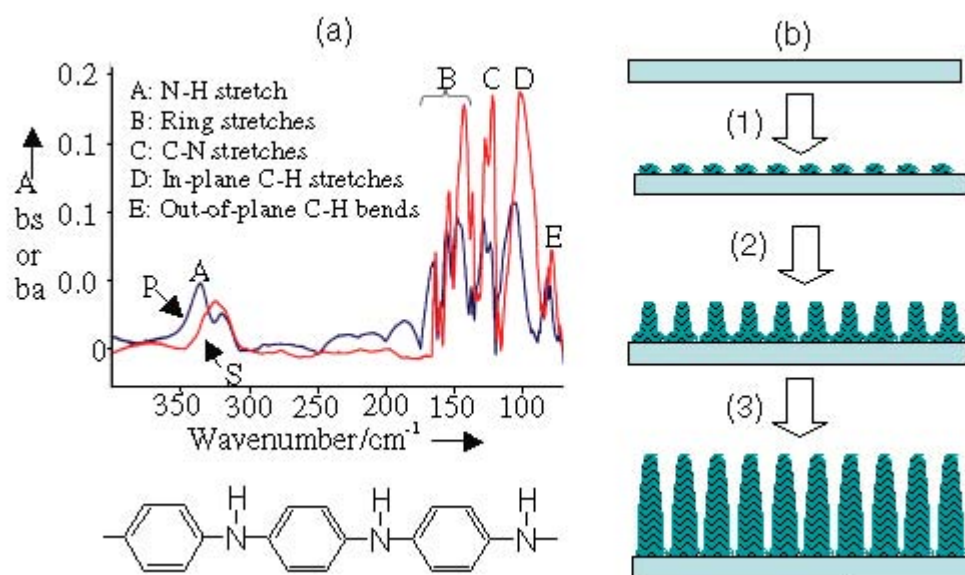 (a)
0.2
0.1
0.1
0.0
0
A
bs
or
ba
A: N-H stretch
B: Ring stretches
C: C-N stretches
D: In-plane C-H stretches
E: Out-of-plane C-H bends
B
C
D
E
P
A
S
350
300
250
200
150
100
Wavenumber/cm-1
H
H
H
N
N
N
(b)
(1)
(2)
(3)